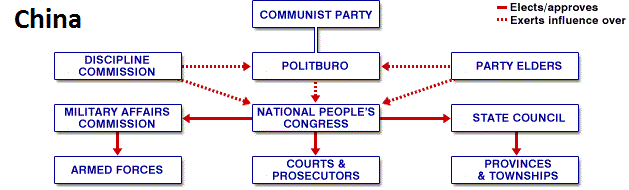 China
COMMUNIST PARTY
Elects/approves
Exerts influence over
DISCIPLINE
COMMISSION
POLITBURO
PARTY ELDERS
MILITARY AFFAIRS
COMMISSION
NATIONAL PEOPLE'S
CONGRESS
STATE COUNCIL
ARMED FORCES
COURTS &
PROSECUTORS
PROVINCES
& TOWNSHIPS